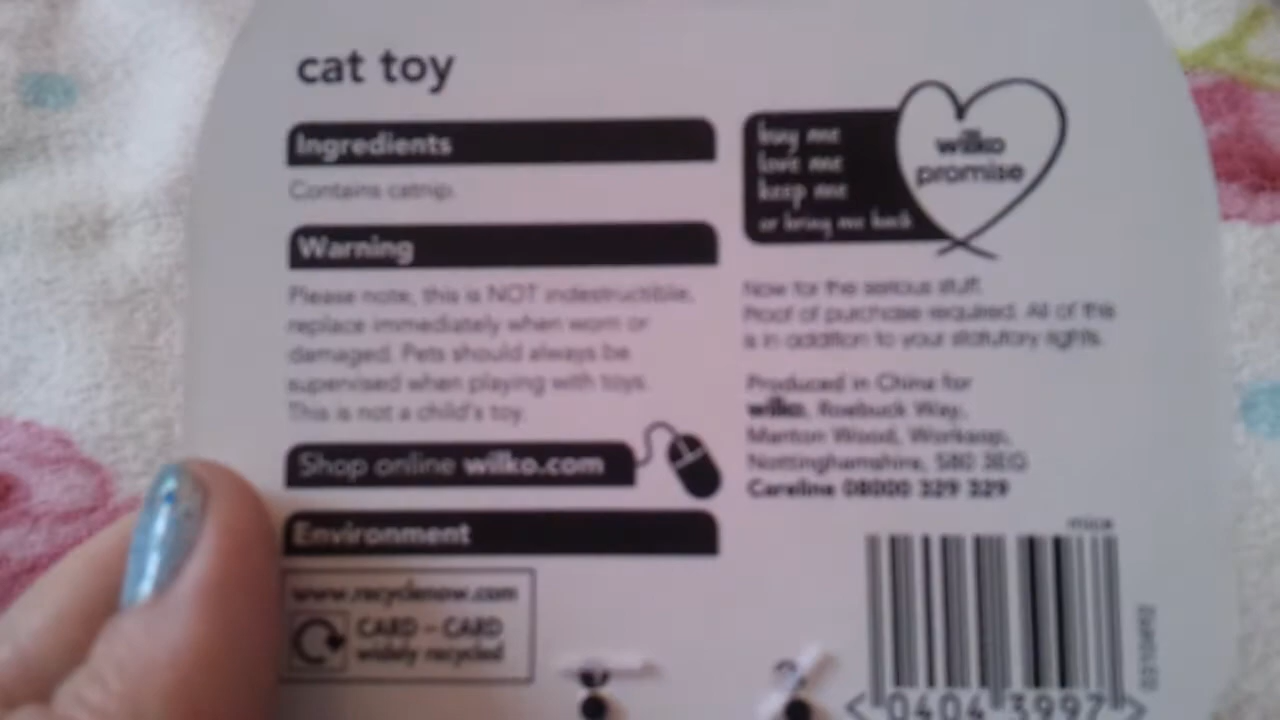 cat toy
Ingredients
Contains catnip.
Warning
Please note, this is NOT indestructible,
replace immediately when worn or
damaged. Pets should always be
supervised when playing with toys.
This is not a child's toy.
Shop online wilko.com
Environment
www.recyclenow.com
CARD - CARD
widely recycled
buy me
love me
keep me
or bring me back
wilko
promise
Now for the serious stuff.
Proof of purchase required. All of this
is in addition to your statutory rights.
Produced in China for
wilko, Roebuck Way,
Manton Wood, Worksop,
Nottinghamshire, S80 3EG
Careline 08000 329 329
mice
<0404 3997>